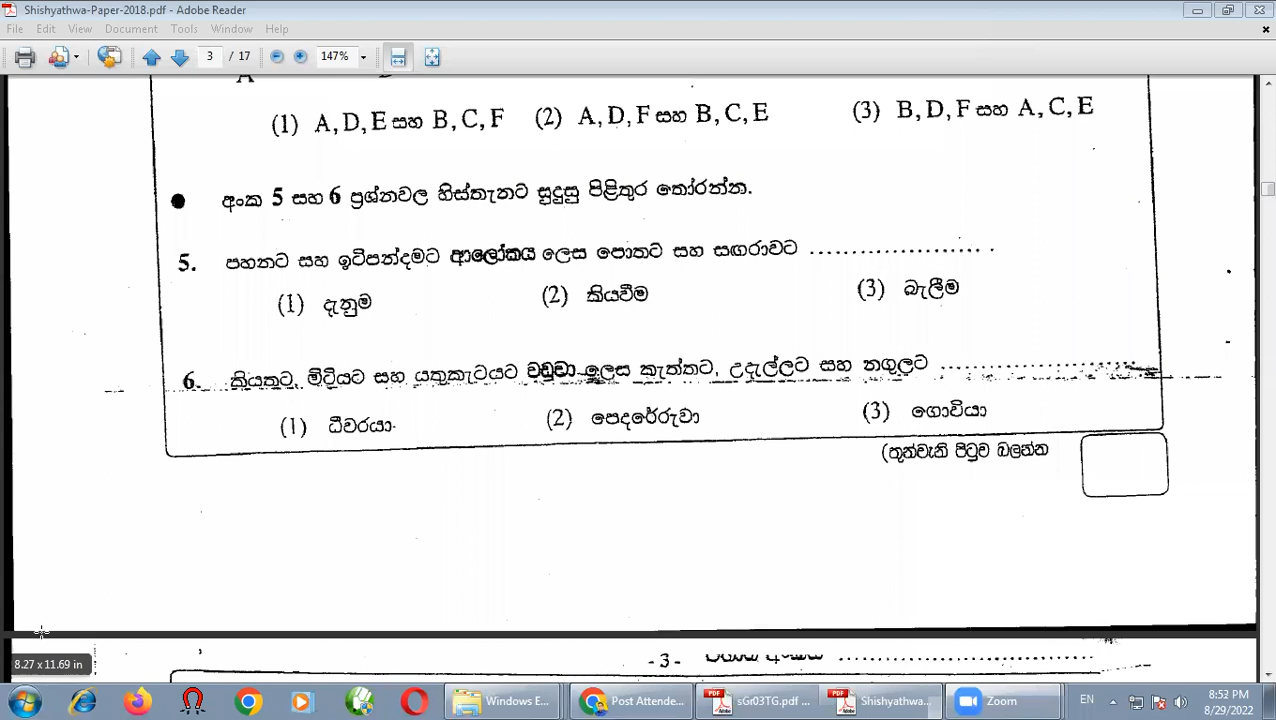 Shishyathwa-Paper-2018.pdf - Adobe Reader
File Edit View Document Tools Window Help
3 / 17 147%
A
(1) A, D, E සහ B, C, F (2) A, D, F සහ B, C, E (3) B, D, F සහ A, C, E
● අංක 5 සහ 6 ප්‍රශ්නවල හිස්තැනට සුදුසු පිළිතුර තෝරන්න.
5. පහනට සහ ඉටිපන්දමට ආලෝකය ලෙස පොතට සහ සඟරාවට .....................
(1) දැනුම (2) කියවීම (3) බැලීම
6. කියතට, මිටියට සහ යතුකැටයට වඩුවා ලෙස කැත්තට, උදැල්ලට සහ නගුලට .....................
(1) ධීවරයා (2) පෙදරේරුවා (3) ගොවියා
(තුන්වැනි පිටුව බලන්න
8.27 x 11.69 in
- 3 - .....................
Windows E... Post Attende... sGr03TG.pdf ... Shishyathwa... Zoom EN 8:52 PM
8/29/2022